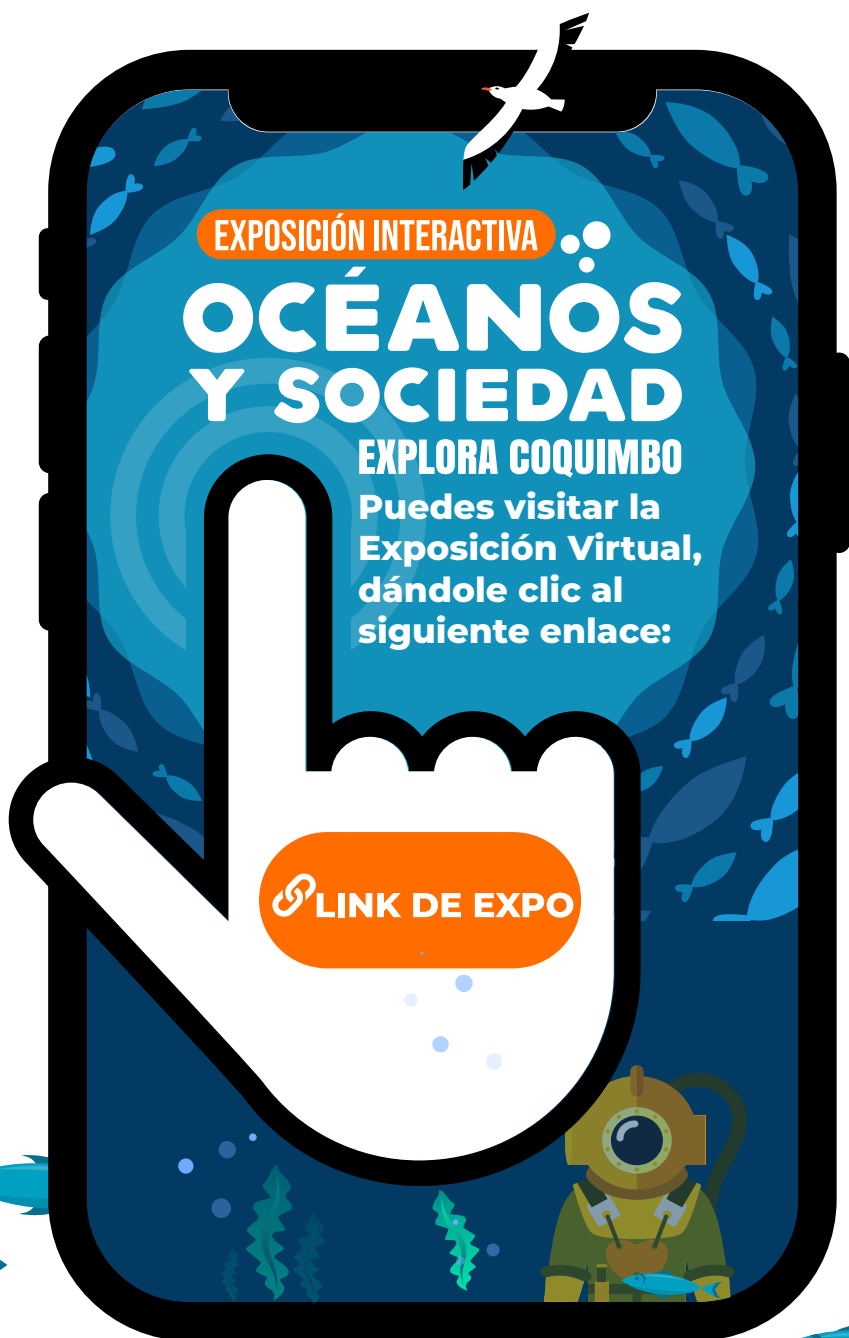 EXPOSICIÓN INTERACTIVA
OCÉANOS
Y SOCIEDAD
EXPLORA COQUIMBO
Puedes visitar la
Exposición Virtual,
dándole clic al
siguiente enlace:
LINK DE EXPO